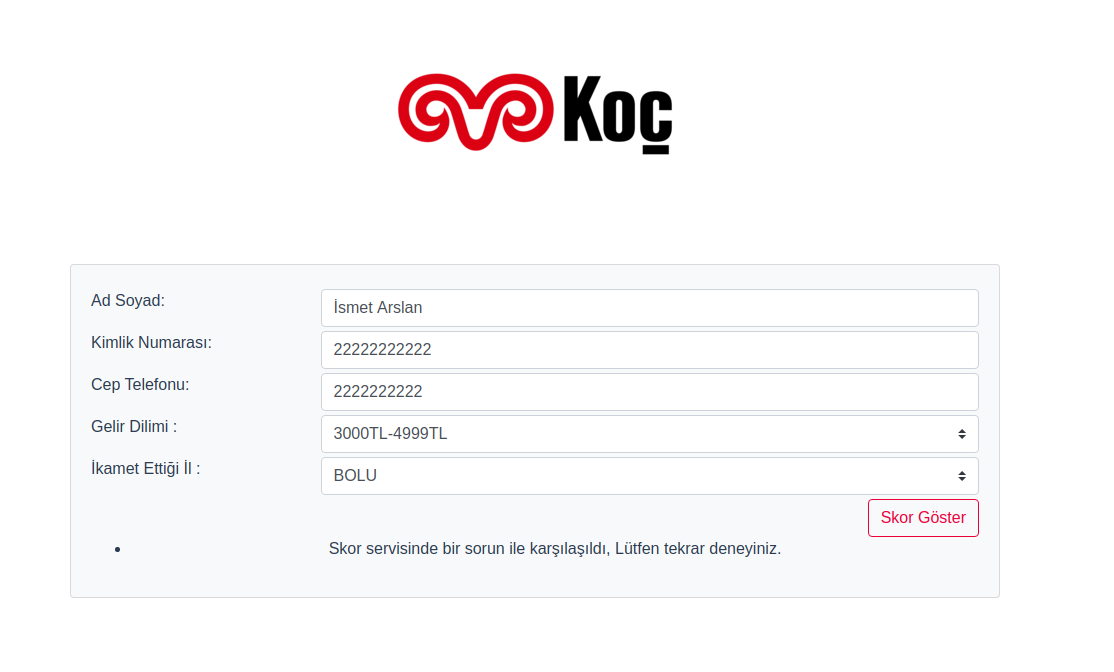 Koç
Ad Soyad:
İsmet Arslan
Kimlik Numarası:
22222222222
Cep Telefonu:
2222222222
Gelir Dilimi :
3000TL-4999TL
İkamet Ettiği İl :
BOLU
Skor Göster
Skor servisinde bir sorun ile karşılaşıldı, Lütfen tekrar deneyiniz.